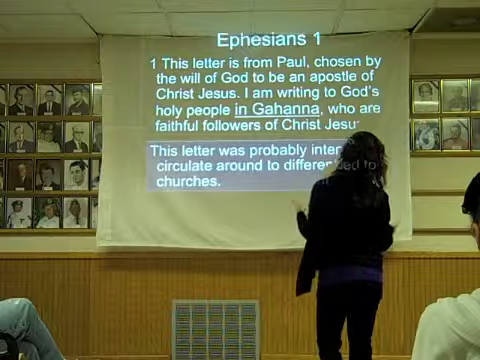 Ephesians 1
1 This letter is from Paul, chosen by
the will of God to be an apostle of
Christ Jesus. I am writing to God's
holy people in Gahanna, who are
faithful followers of Christ Jesus
This letter was probably
circulate around to different
churches.